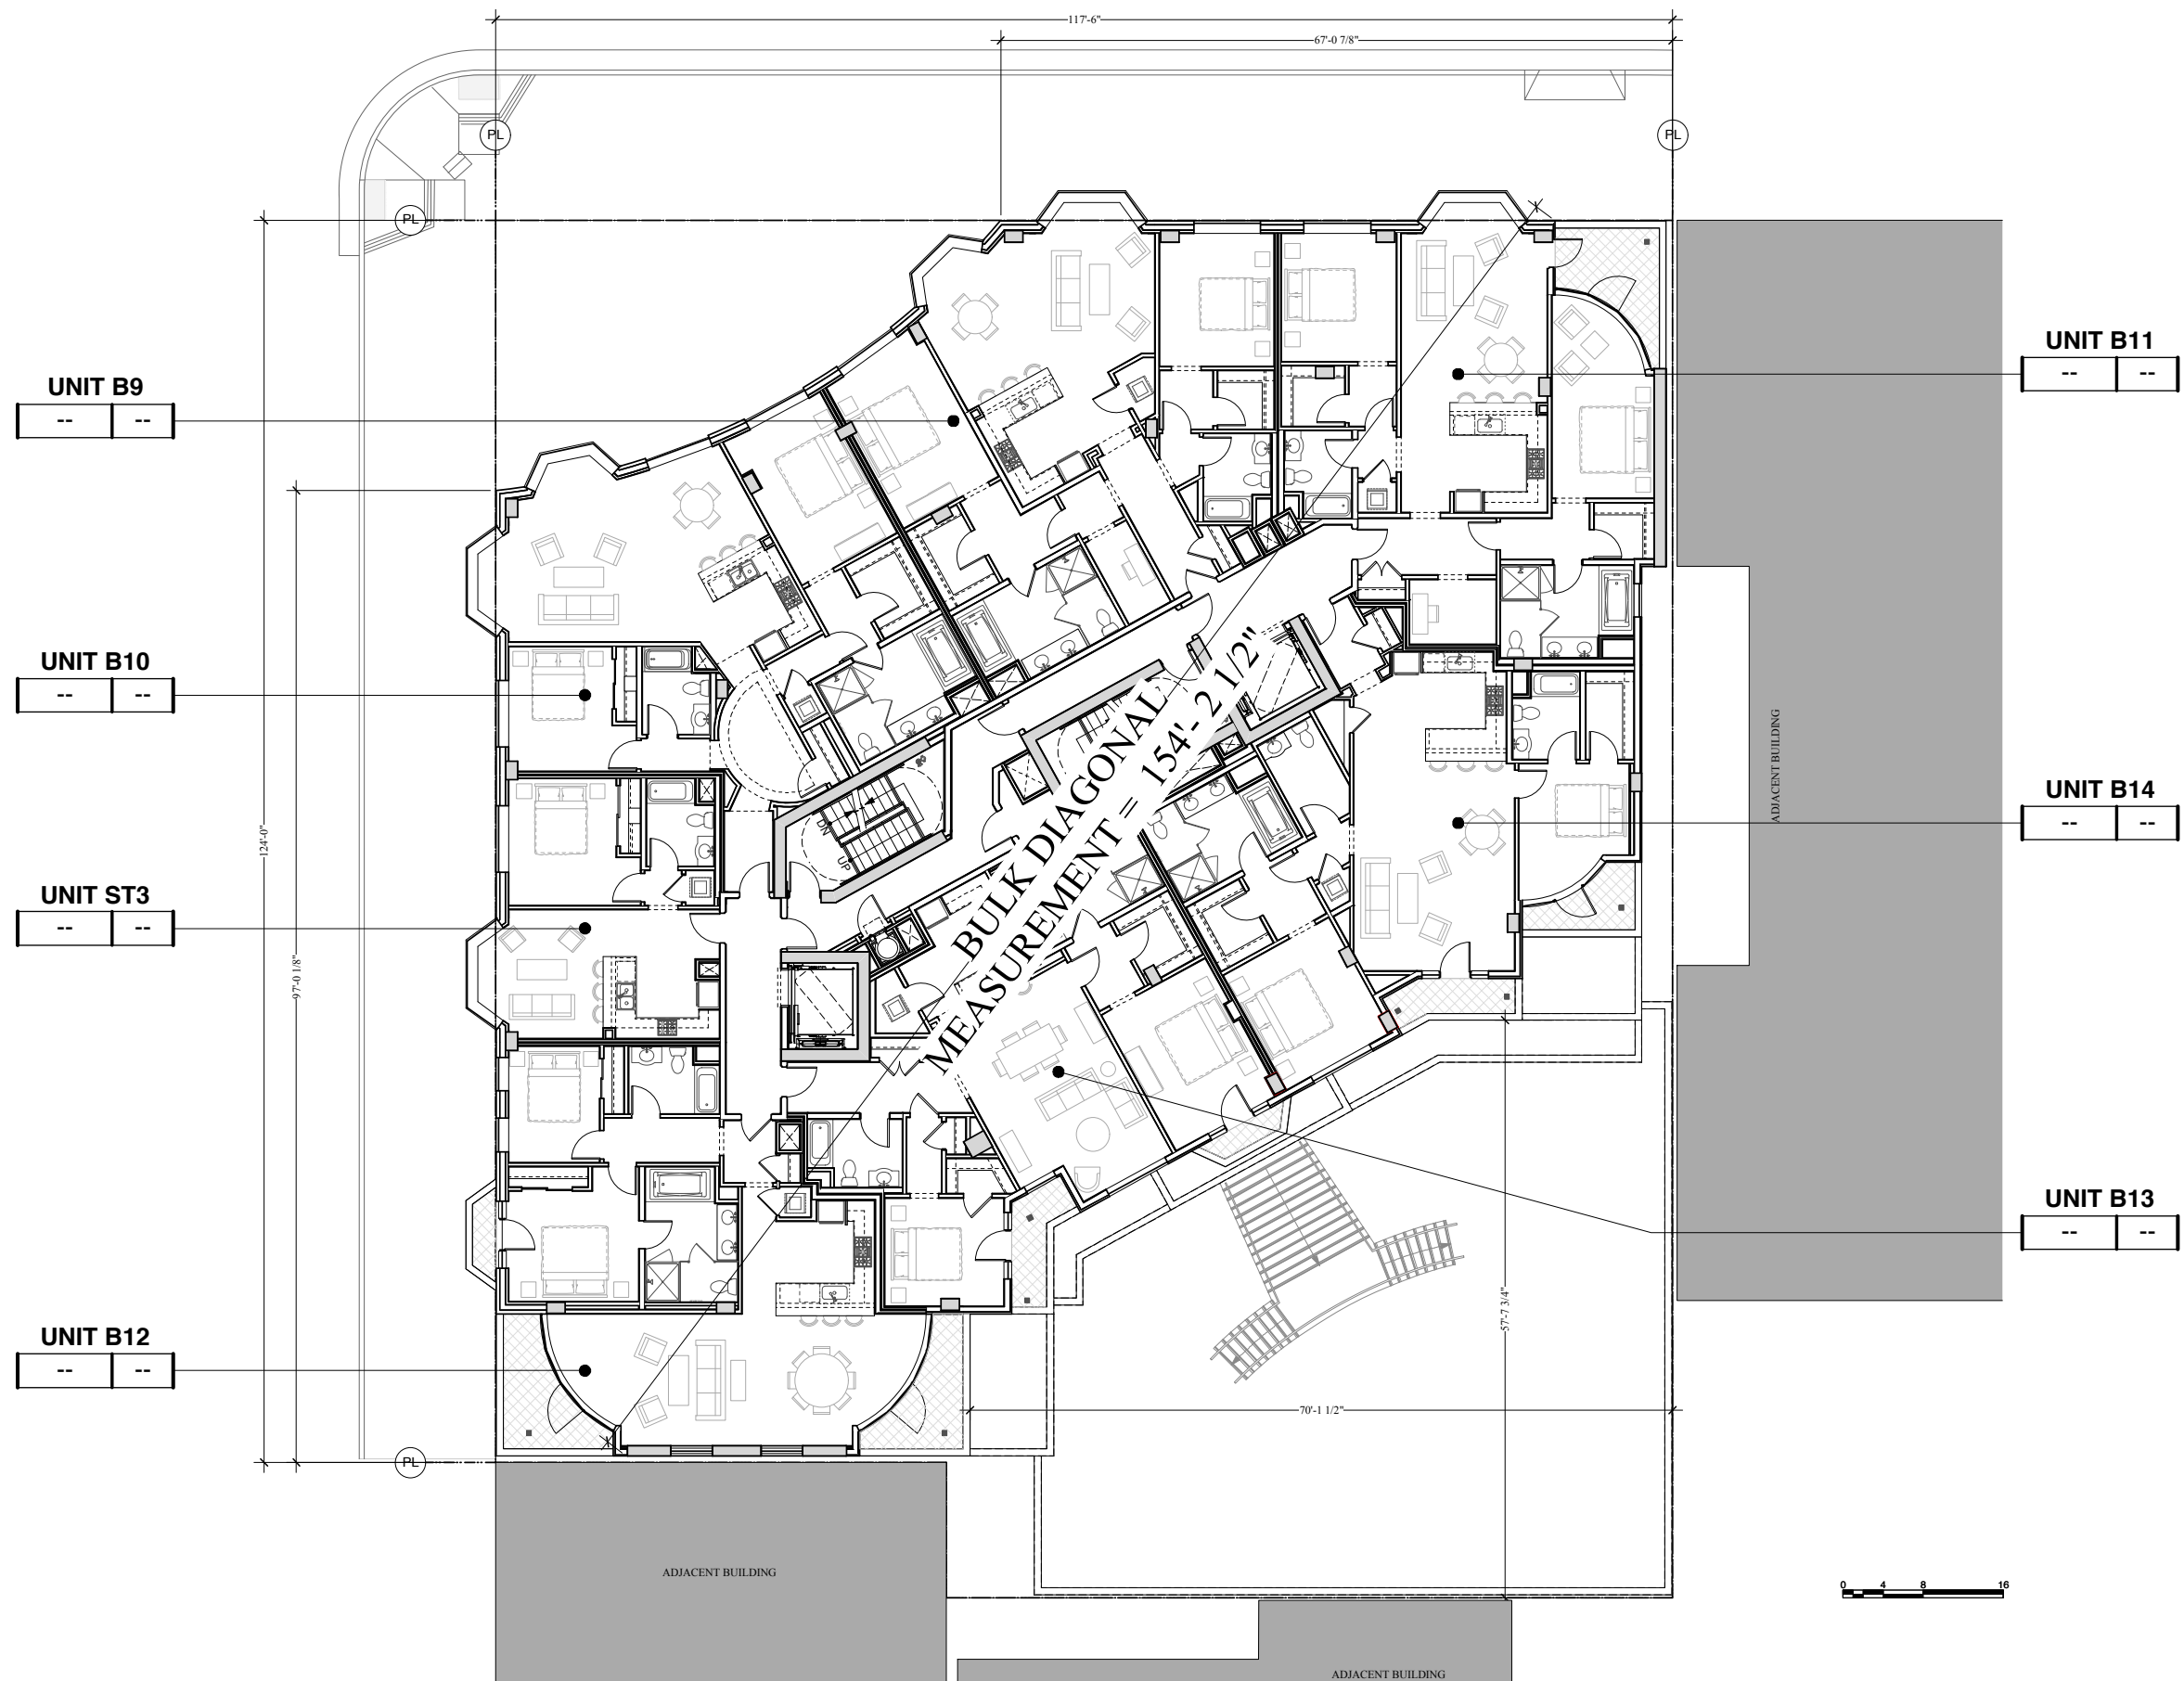 117'-6"
67'-0 7/8"
PL
PL
PL
UNIT B9
-- --
UNIT B11
-- --
UNIT B10
-- --
124'-0"
97'-0 1/8"
BULK DIAGONAL
MEASUREMENT = 154'- 2 1/2"
ADJACENT BUILDING
UNIT B14
-- --
DN
UP
UNIT ST3
-- --
UNIT B13
-- --
57'-7 3/4"
UNIT B12
-- --
70'-1 1/2"
PL
ADJACENT BUILDING
0 4 8 16
ADJACENT BUILDING